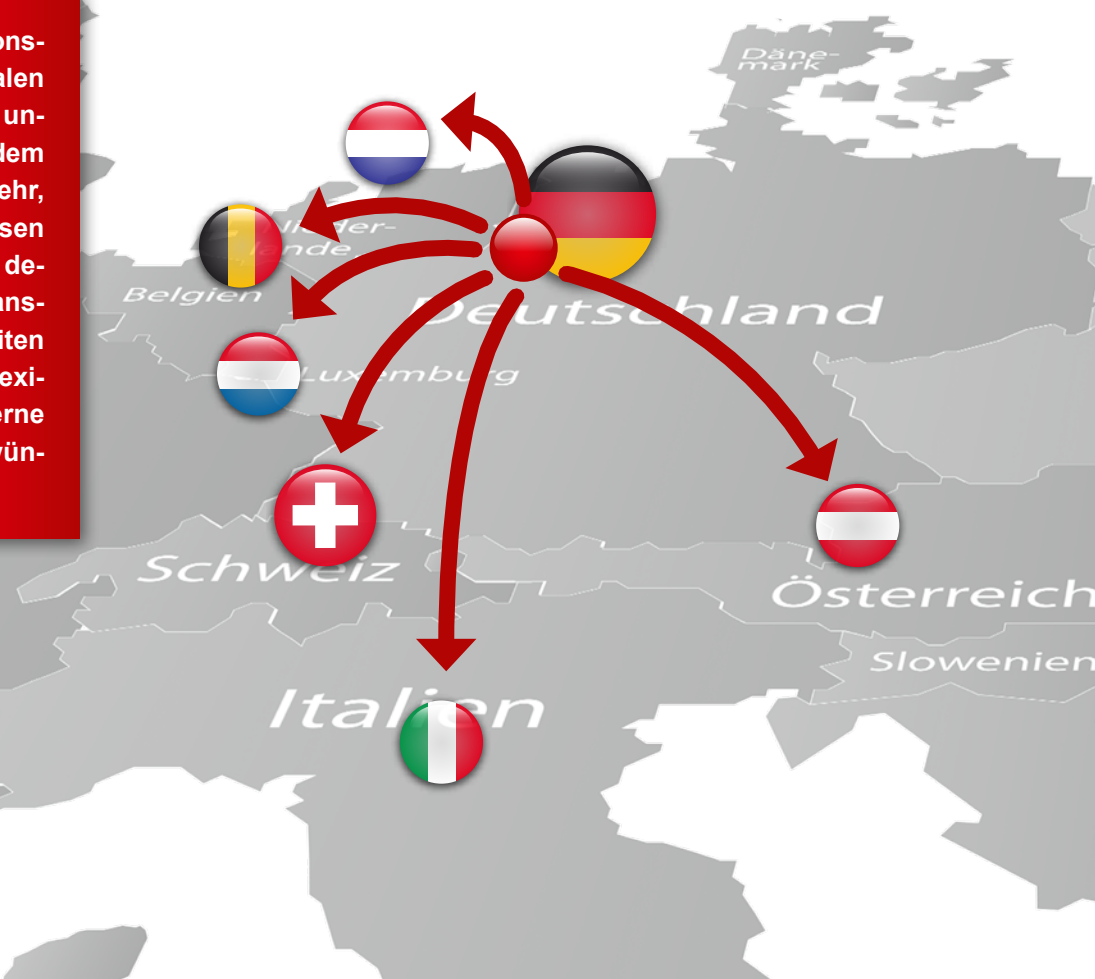 ons-
alen
un-
dem
ehr,
sen
de-
ans-
iten
exi-
erne
vün-
Däne-
mark
Nieder-
lande
Belgien
Deutschland
Luxemburg
Schweiz
Österreich
Slowenien
Italien